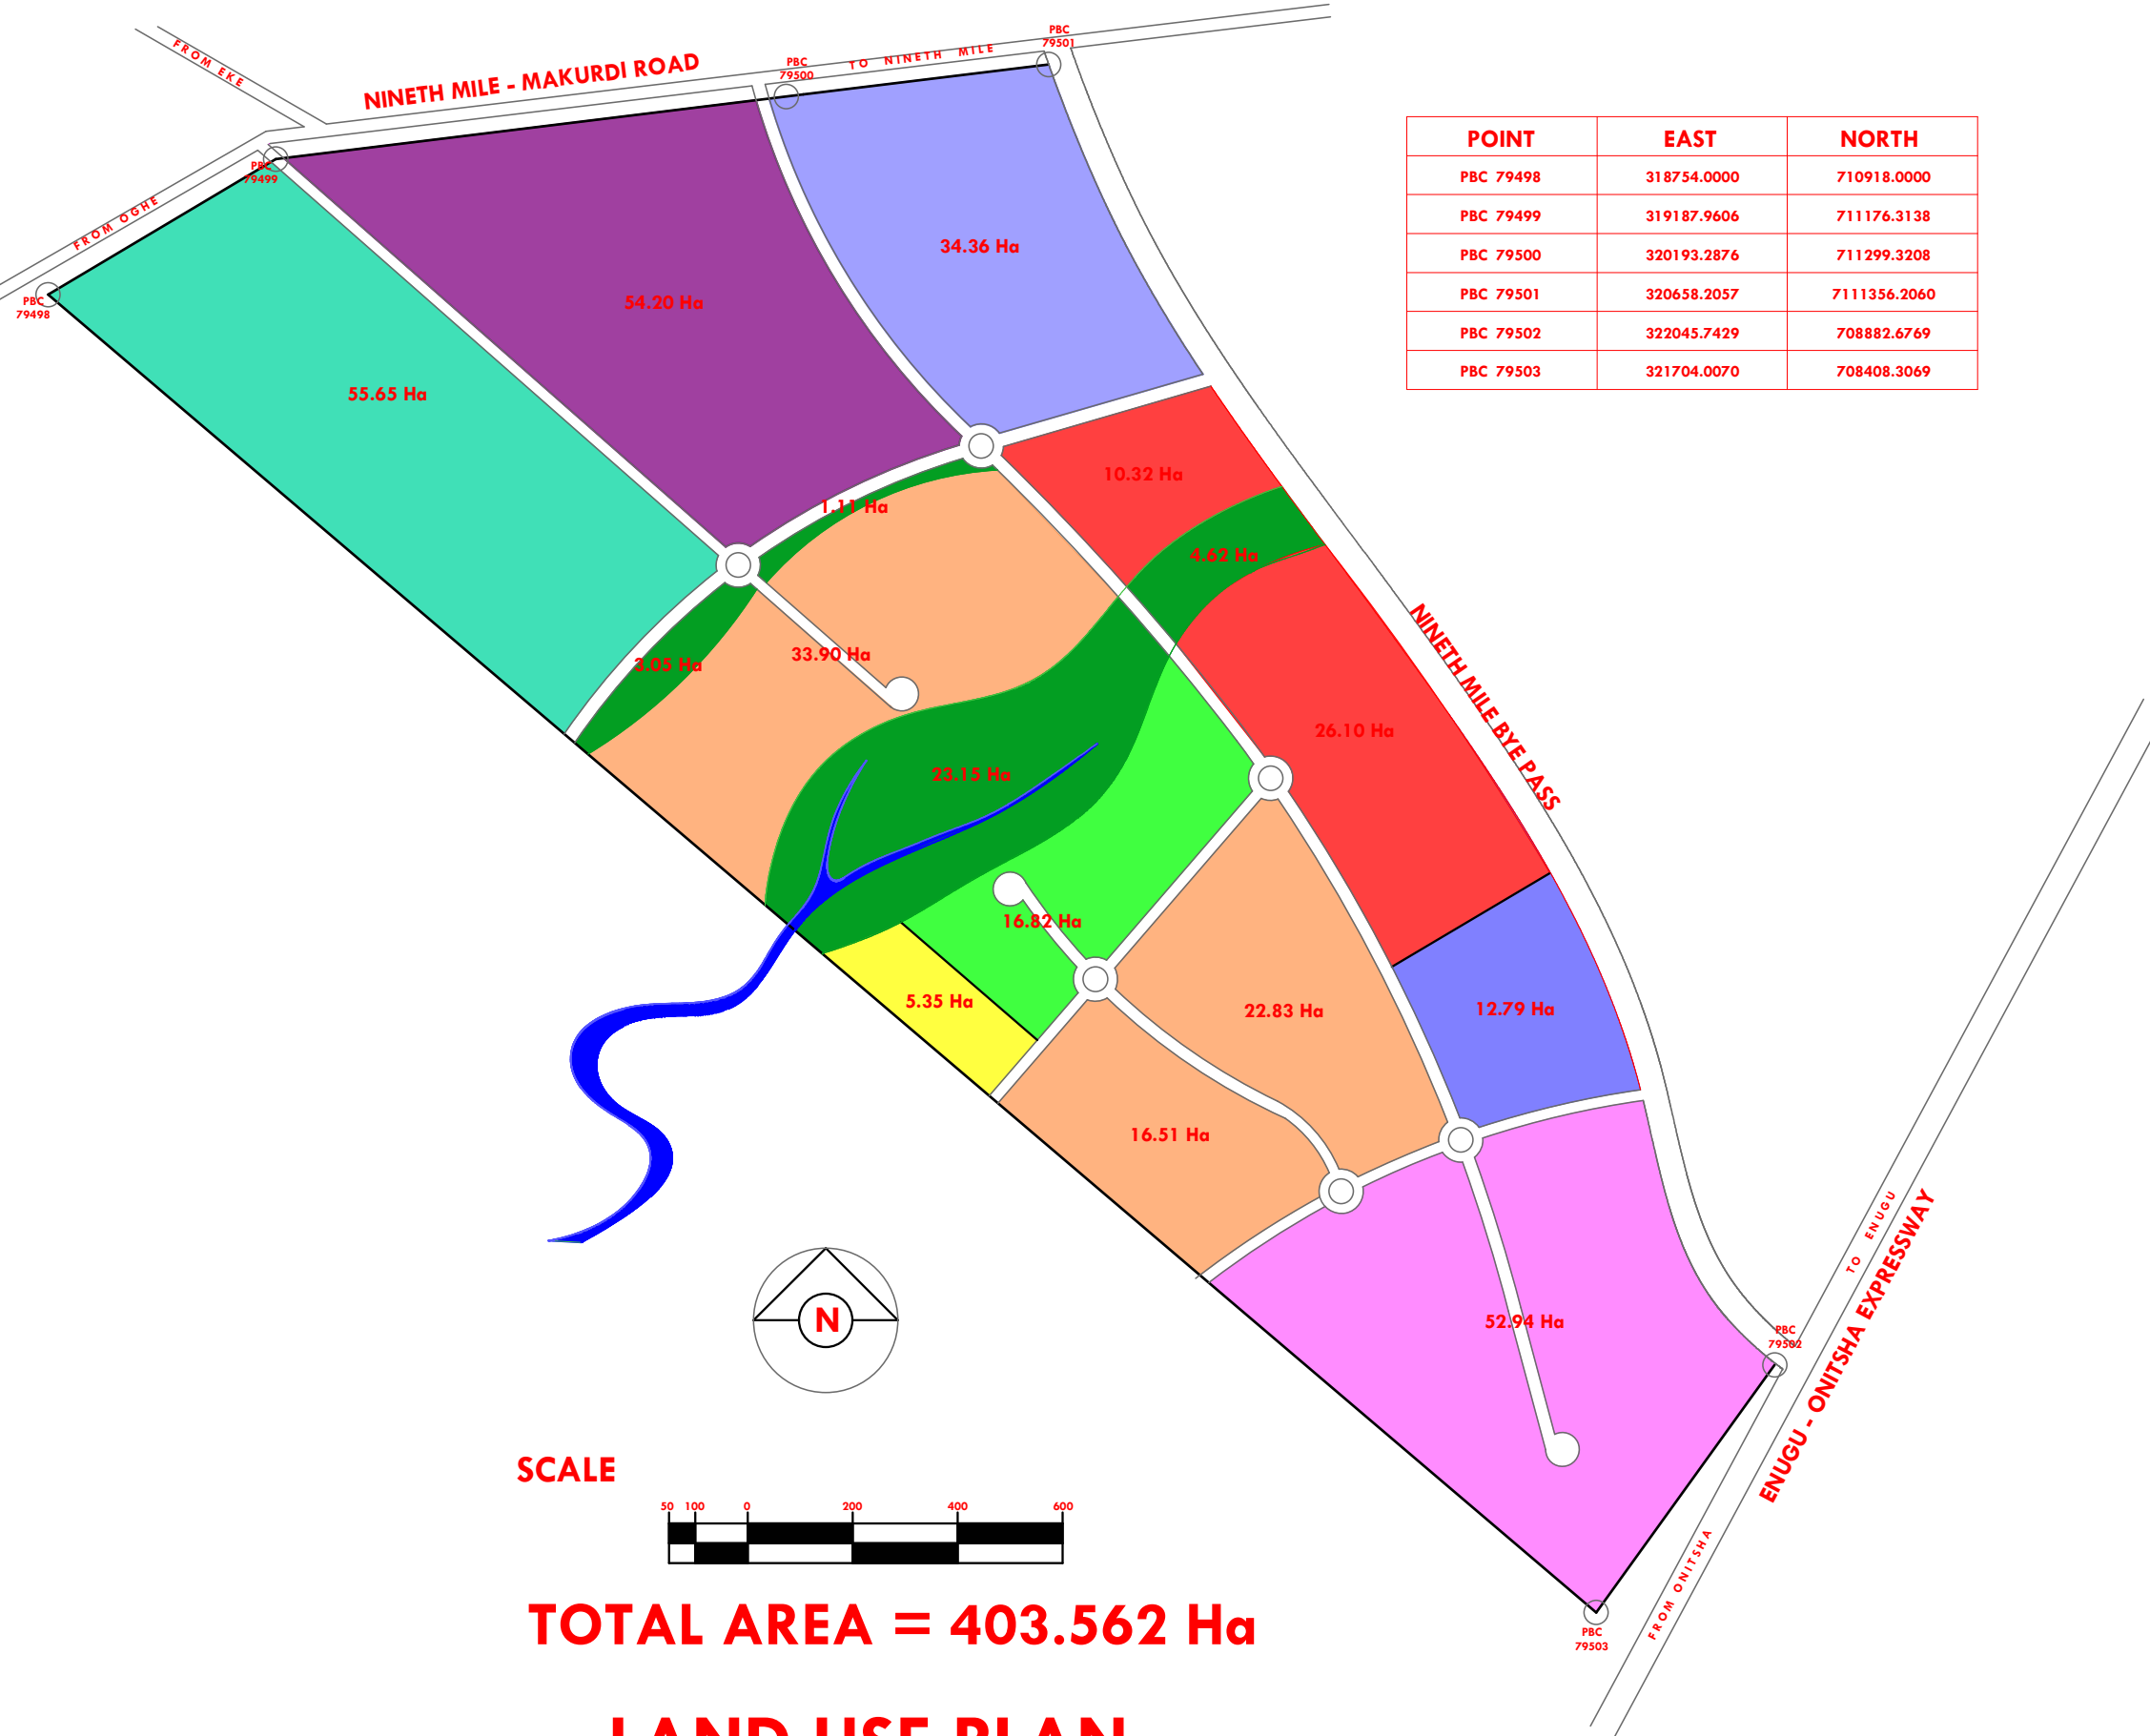 FROM EKE
NINETH MILE - MAKURDI ROAD
PBC
79500
TO NINETH MILE
PBC
79501
PBC
79499
FROM OGHE
PBC
79498
POINT EAST NORTH
PBC 79498 318754.0000 710918.0000
PBC 79499 319187.9606 711176.3138
PBC 79500 320193.2876 711299.3208
PBC 79501 320658.2057 7111356.2060
PBC 79502 322045.7429 708882.6769
PBC 79503 321704.0070 708408.3069
34.36 Ha
54.20 Ha
55.65 Ha
10.32 Ha
1.11 Ha
4.62 Ha
3.05 Ha
33.90 Ha
NINETH MILE BYE PASS
26.10 Ha
23.15 Ha
16.82 Ha
5.35 Ha
22.83 Ha
12.79 Ha
16.51 Ha
52.94 Ha
TO ENUGU
ENUGU - ONITSHA EXPRESSWAY
PBC
79502
FROM ONITSHA
PBC
79503
N
SCALE
50 100 0 200 400 600
TOTAL AREA = 403.562 Ha
LAND USE PLAN